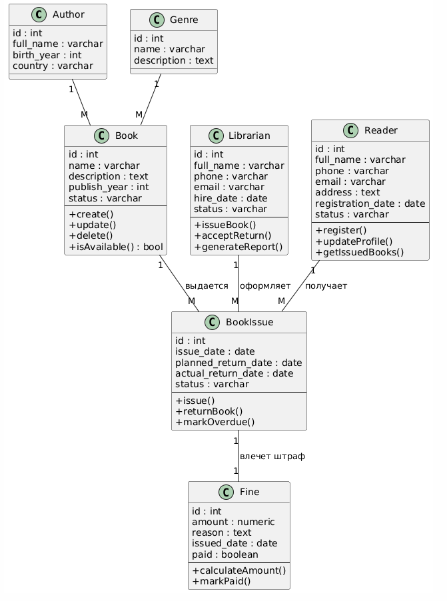 C Author
id : int
full_name : varchar
birth_year : int
country : varchar
C Genre
id : int
name : varchar
description : text
1
M
1
M
C Book
id : int
name : varchar
description : text
publish_year : int
status : varchar
+create()
+update()
+delete()
+isAvailable() : bool
C Librarian
id : int
full_name : varchar
phone : varchar
email : varchar
hire_date : date
status : varchar
+issueBook()
+acceptReturn()
+generateReport()
C Reader
id : int
full_name : varchar
phone : varchar
email : varchar
address : text
registration_date : date
status : varchar
+register()
+updateProfile()
+getIssuedBooks()
1
выдается
M
1
оформляет
M
1
получает
M
C BookIssue
id : int
issue_date : date
planned_return_date : date
actual_return_date : date
status : varchar
+issue()
+returnBook()
+markOverdue()
1
влечет штраф
1
C Fine
id : int
amount : numeric
reason : text
issued_date : date
paid : boolean
+calculateAmount()
+markPaid()